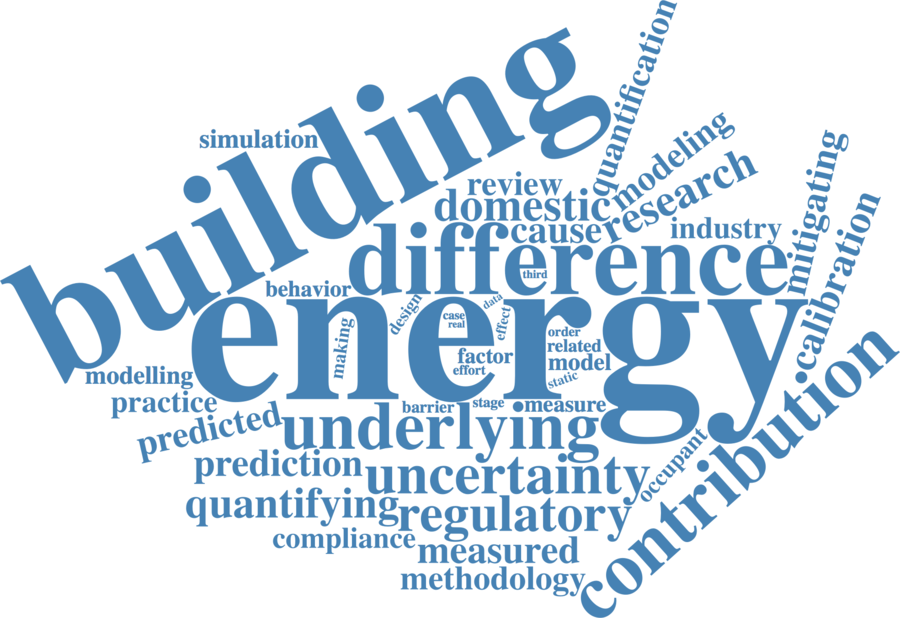 quantification
building
simulation
modeling
review
research
mitigating
domestic
cause
industry
calibration
difference
third
behavior
energy
design
data
case
real
effect
making
order
related
factor
model
effort
static
modelling
practice
barrier
stage
measure
predicted
underlying
contribution
occupant
prediction
uncertainty
quantifying
regulatory
compliance
measured
methodology